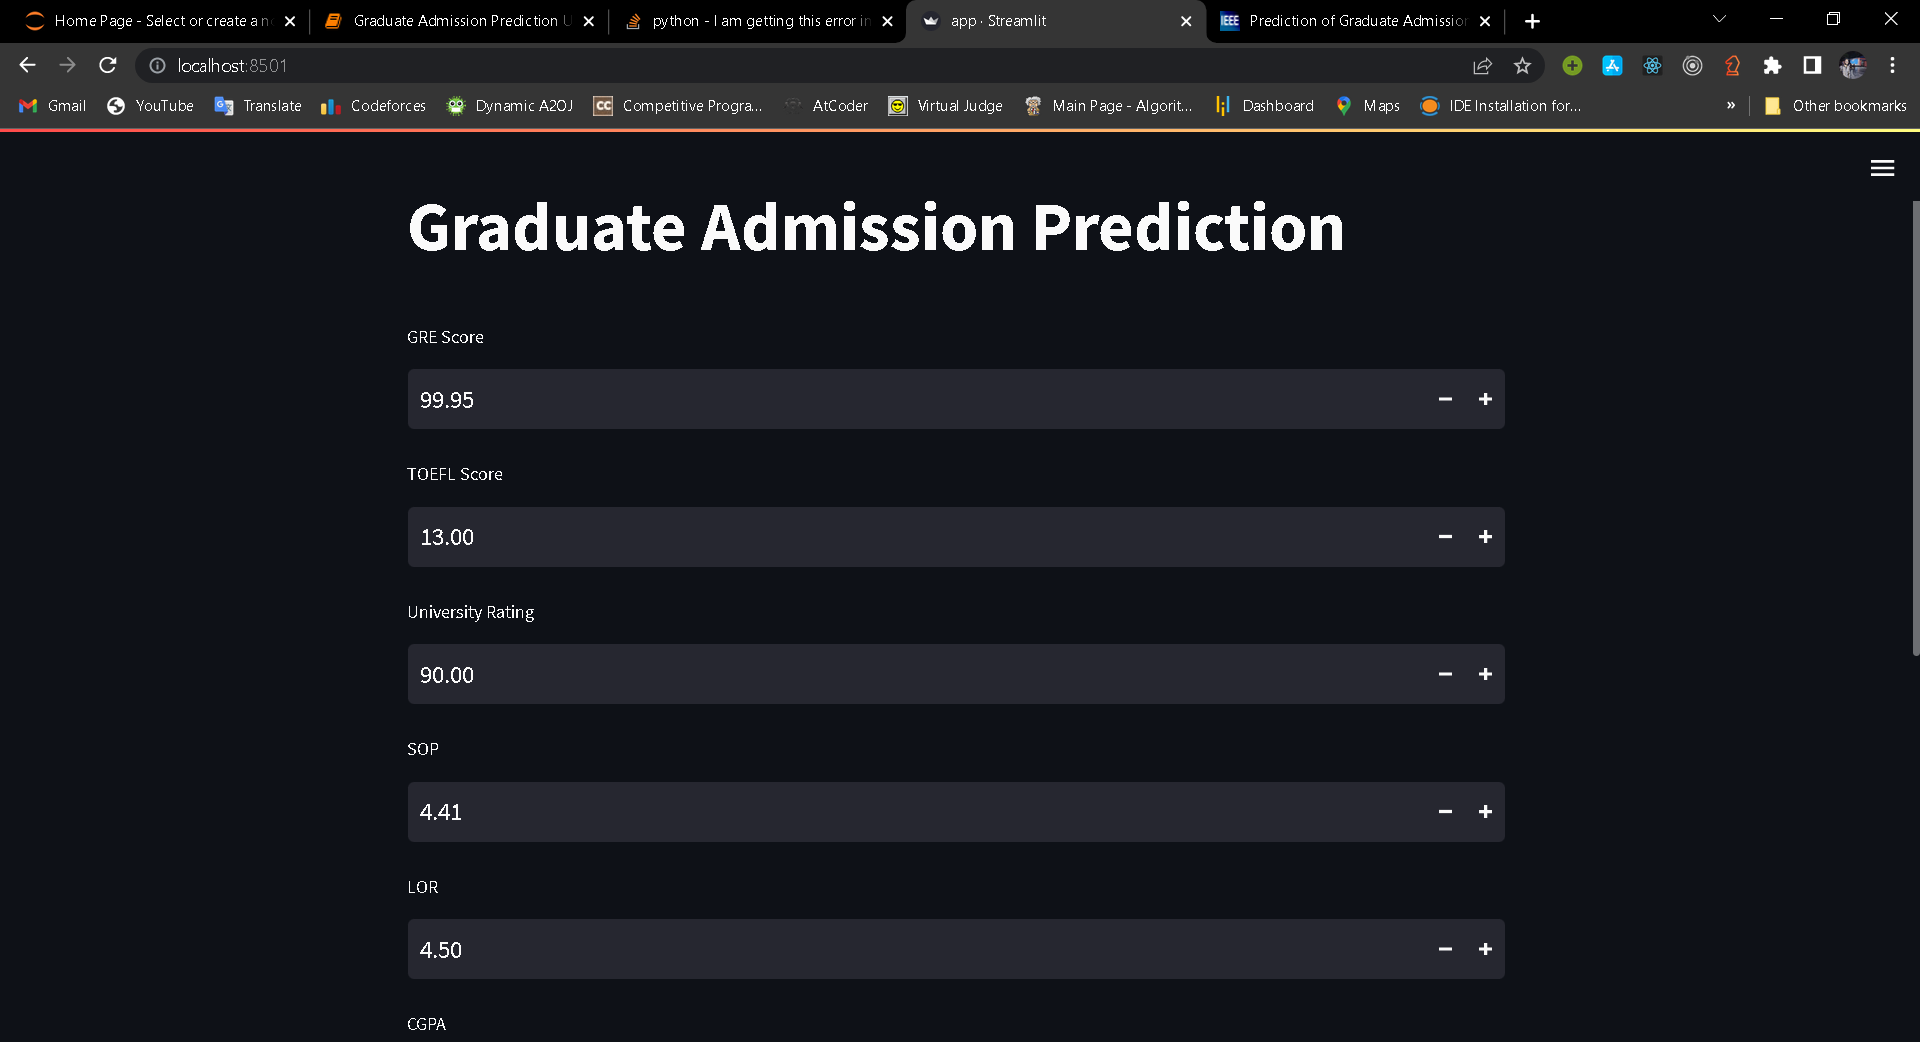 Home Page - Select or create a n
Graduate Admission Prediction U
python - I am getting this error in
app · Streamlit
IEEE Prediction of Graduate Admission
localhost:8501
Gmail
YouTube
Translate
Codeforces
Dynamic A2OJ
CC Competitive Progra...
AtCoder
Virtual Judge
Main Page - Algorit...
Dashboard
Maps
IDE Installation for...
»
Other bookmarks
Graduate Admission Prediction
GRE Score
99.95
TOEFL Score
13.00
University Rating
90.00
SOP
4.41
LOR
4.50
CGPA